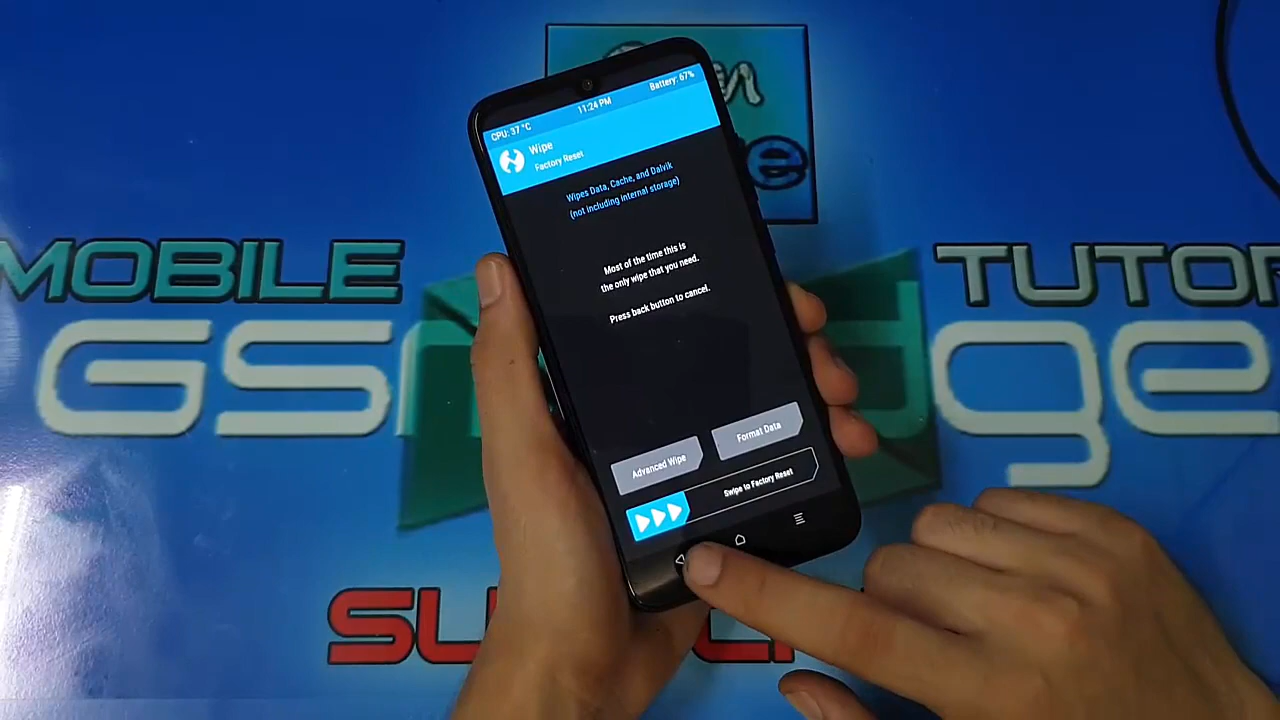 CPU: 37 °C
11:24 PM
Battery: 67%
Wipe
Factory Reset
Wipes Data, Cache, and Dalvik
(not including internal storage)
Most of the time this is
the only wipe that you need.
Press back button to cancel.
Advanced Wipe
Format Data
Swipe to Factory Reset
MOBILE
TUTOR
GSM
dge